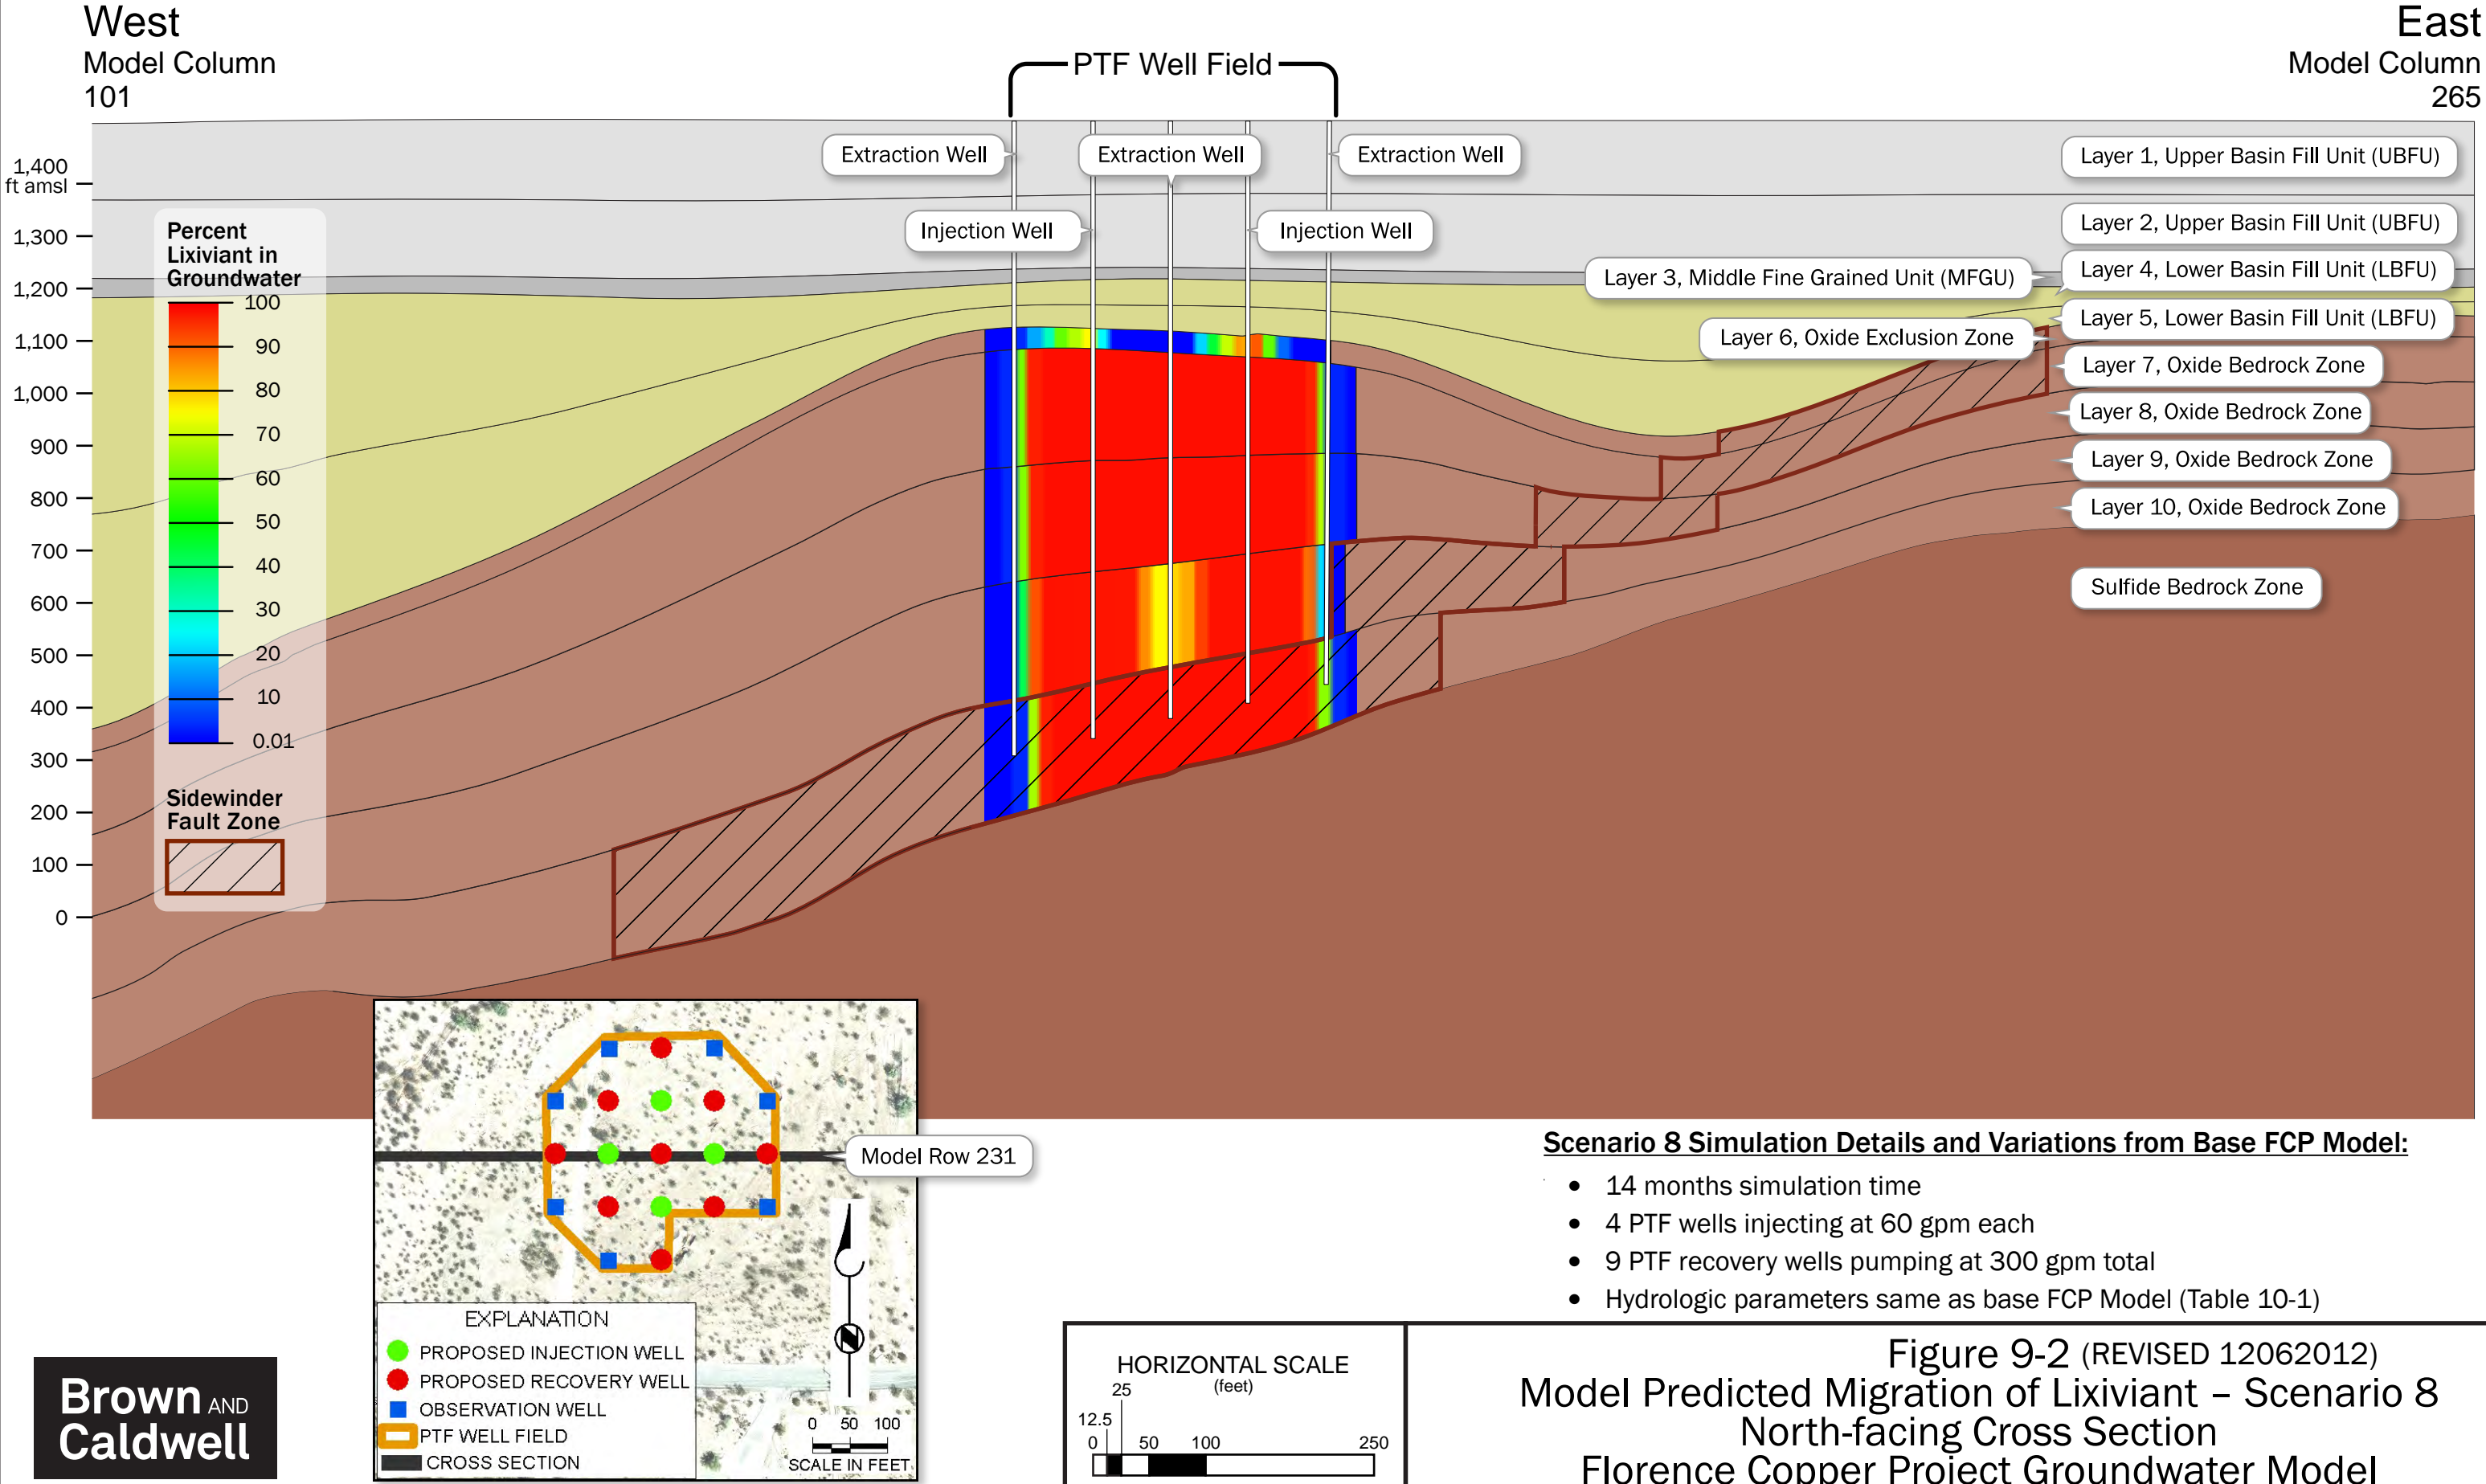 West
Model Column
101
East
Model Column
265
PTF Well Field
Extraction Well
Extraction Well
Extraction Well
Injection Well
Injection Well
Layer 1, Upper Basin Fill Unit (UBFU)
Layer 2, Upper Basin Fill Unit (UBFU)
Layer 3, Middle Fine Grained Unit (MFGU)
Layer 4, Lower Basin Fill Unit (LBFU)
Layer 5, Lower Basin Fill Unit (LBFU)
Layer 6, Oxide Exclusion Zone
Layer 7, Oxide Bedrock Zone
Layer 8, Oxide Bedrock Zone
Layer 9, Oxide Bedrock Zone
Layer 10, Oxide Bedrock Zone
Sulfide Bedrock Zone
1,400
ft amsl
1,300
1,200
1,100
1,000
900
800
700
600
500
400
300
200
100
0
Percent
Lixiviant in
Groundwater
100
90
80
70
60
50
40
30
20
10
0.01
Sidewinder
Fault Zone
Model Row 231
N
EXPLANATION
PROPOSED INJECTION WELL
PROPOSED RECOVERY WELL
OBSERVATION WELL
PTF WELL FIELD
CROSS SECTION
0 50 100
SCALE IN FEET
Brown AND
Caldwell
Scenario 8 Simulation Details and Variations from Base FCP Model:
• 14 months simulation time
• 4 PTF wells injecting at 60 gpm each
• 9 PTF recovery wells pumping at 300 gpm total
• Hydrologic parameters same as base FCP Model (Table 10-1)
HORIZONTAL SCALE
(feet)
25
12.5
0 50 100 250
Figure 9-2 (REVISED 12062012)
Model Predicted Migration of Lixiviant – Scenario 8
North-facing Cross Section
Florence Copper Project Groundwater Model